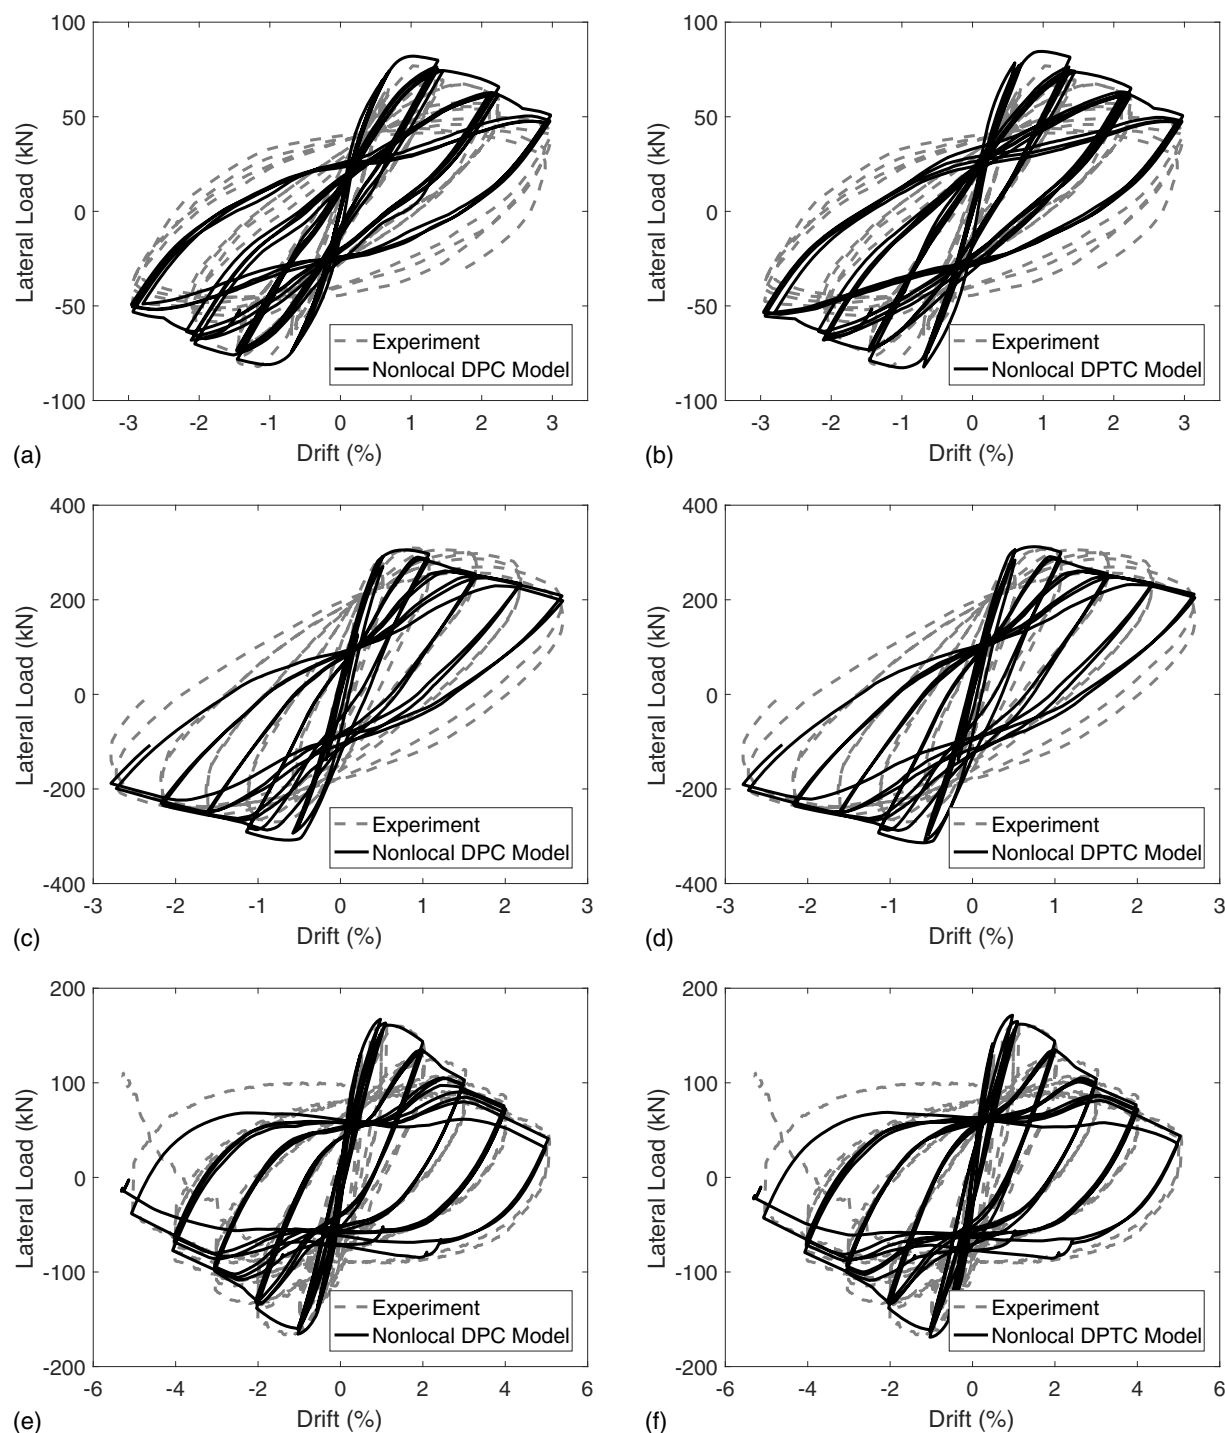 100
50
0
-50
-100
Lateral Load (kN)
-3 -2 -1 0 1 2 3
Drift (%)
Experiment
Nonlocal DPC Model
(a)
100
50
0
-50
-100
Lateral Load (kN)
-3 -2 -1 0 1 2 3
Drift (%)
Experiment
Nonlocal DPTC Model
(b)
400
200
0
-200
-400
Lateral Load (kN)
-3 -2 -1 0 1 2 3
Drift (%)
Experiment
Nonlocal DPC Model
(c)
400
200
0
-200
-400
Lateral Load (kN)
-3 -2 -1 0 1 2 3
Drift (%)
Experiment
Nonlocal DPTC Model
(d)
200
100
0
-100
-200
Lateral Load (kN)
-6 -4 -2 0 2 4 6
Drift (%)
Experiment
Nonlocal DPC Model
(e)
200
100
0
-100
-200
Lateral Load (kN)
-6 -4 -2 0 2 4 6
Drift (%)
Experiment
Nonlocal DPTC Model
(f)